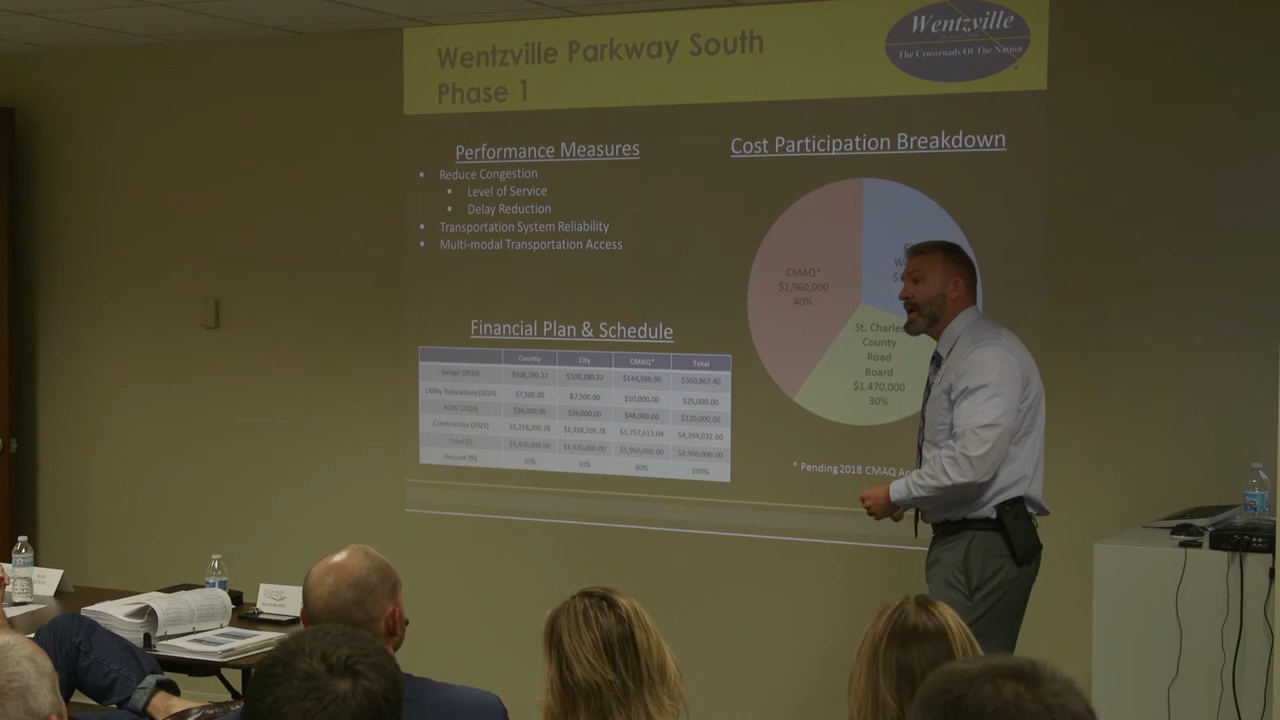 Wentzville Parkway South
Phase 1
Wentzville
The Crossroads Of The Nation
Performance Measures
Reduce Congestion
Level of Service
Delay Reduction
Transportation System Reliability
Multi-modal Transportation Access
Cost Participation Breakdown
CMAQ*
$1,960,000
40%
St. Charles
County
Road
Board
$1,470,000
30%
Financial Plan & Schedule
County City CMAQ* Total
Design (2019) $108,290.22 $108,290.22 $144,386.96 $360,967.40
Utility Relocations (2020) $7,500.00 $7,500.00 $10,000.00 $25,000.00
ROW (2020) $36,000.00 $36,000.00 $48,000.00 $120,000.00
Construction (2021) $1,318,209.78 $1,318,209.78 $1,757,613.04 $4,394,032.60
Total ($) $1,470,000.00 $1,470,000.00 $1,960,000.00 $4,900,000.00
Percent (%) 30% 30% 40% 100%
* Pending 2018 CMAQ